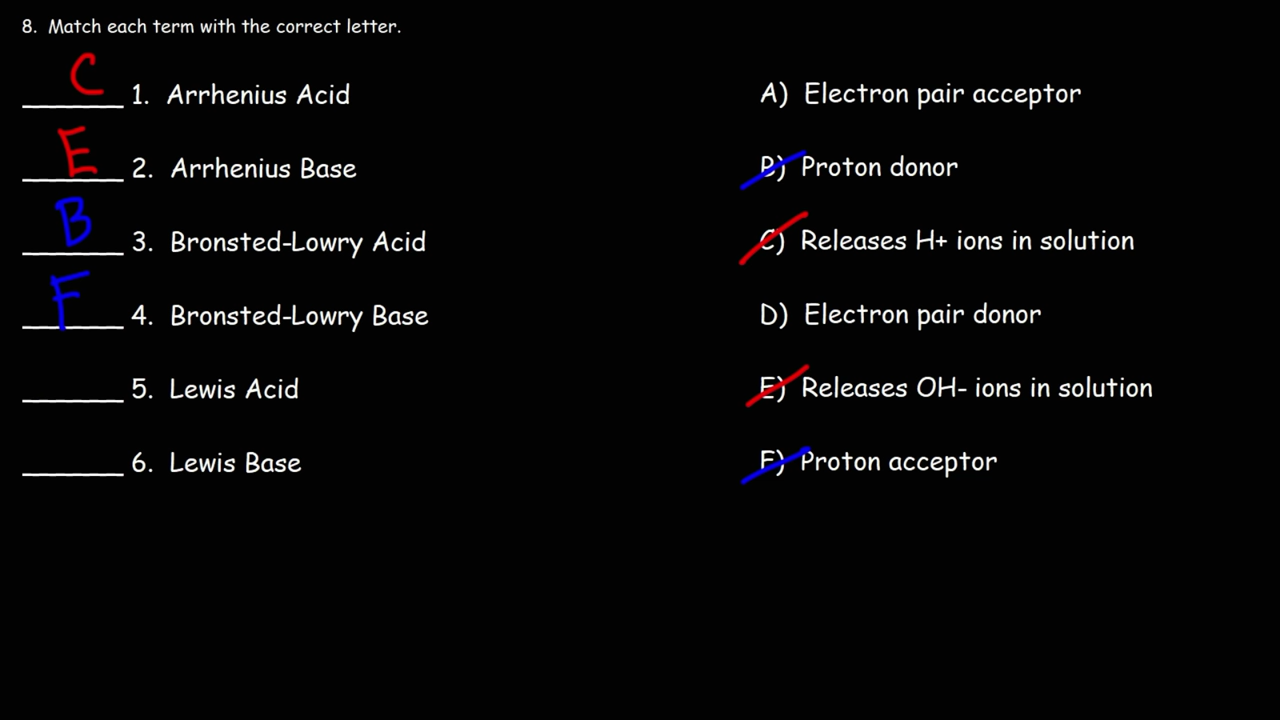 8. Match each term with the correct letter.
C 1. Arrhenius Acid
A) Electron pair acceptor
E 2. Arrhenius Base
B) Proton donor
B 3. Bronsted-Lowry Acid
C) Releases H+ ions in solution
F 4. Bronsted-Lowry Base
D) Electron pair donor
5. Lewis Acid
E) Releases OH- ions in solution
6. Lewis Base
F) Proton acceptor